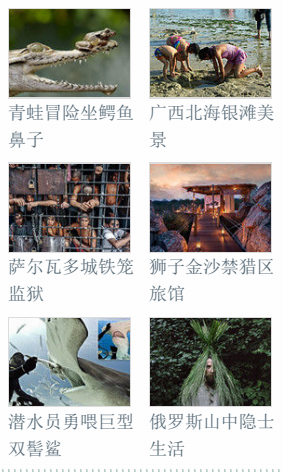 青蛙冒险坐鳄鱼
鼻子
广西北海银滩美
景
萨尔瓦多城铁笼
监狱
狮子金沙禁猎区
旅馆
潜水员勇喂巨型
双髻鲨
俄罗斯山中隐士
生活